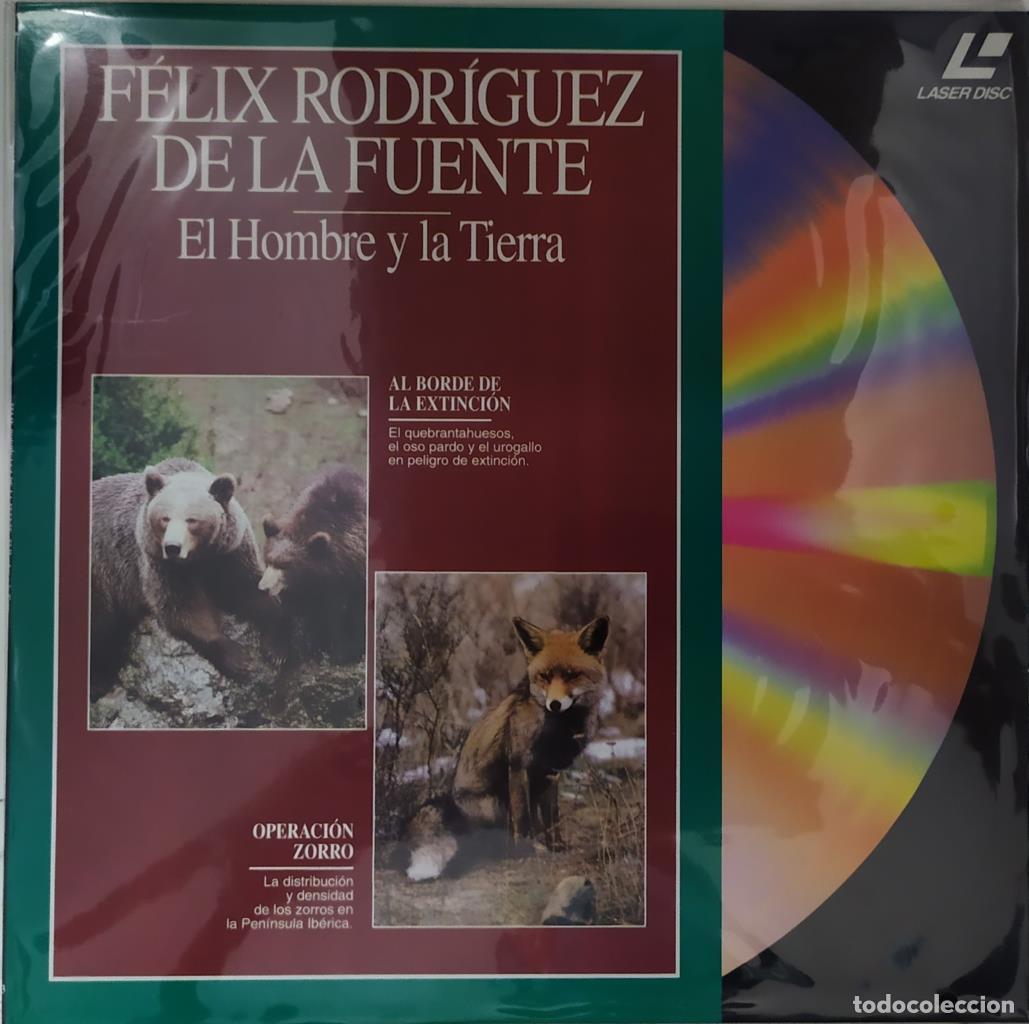 FÉLIX RODRÍGUEZ
DE LA FUENTE
El Hombre y la Tierra
LASER DISC
AL BORDE DE
LA EXTINCIÓN
El quebrantahuesos,
el oso pardo y el urogallo
en peligro de extinción.
OPERACIÓN
ZORRO
La distribución
y densidad
de los zorros en
la Península Ibérica.
todocoleccion